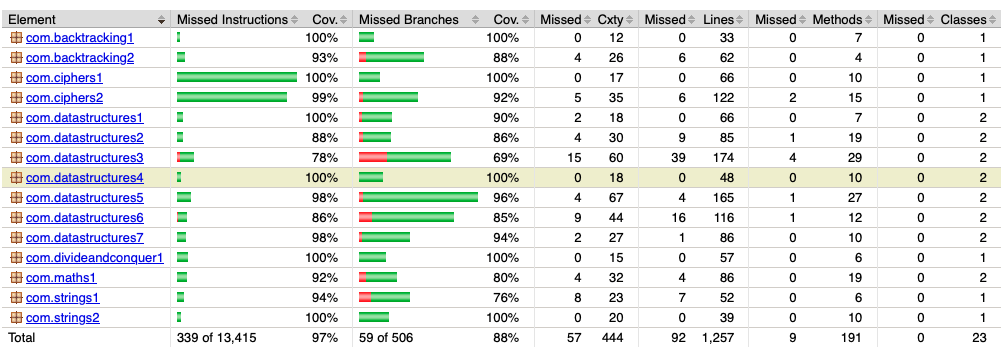 Element Missed Instructions Cov. Missed Branches Cov. Missed Cxty Missed Lines Missed Methods Missed Classes
com.backtracking1 100% 100% 0 12 0 33 0 7 0 1
com.backtracking2 93% 88% 4 26 6 62 0 4 0 1
com.ciphers1 100% 100% 0 17 0 66 0 10 0 1
com.ciphers2 99% 92% 5 35 6 122 2 15 0 1
com.datastructures1 100% 90% 2 18 0 66 0 7 0 2
com.datastructures2 88% 86% 4 30 9 85 1 19 0 2
com.datastructures3 78% 69% 15 60 39 174 4 29 0 2
com.datastructures4 100% 100% 0 18 0 48 0 10 0 2
com.datastructures5 98% 96% 4 67 4 165 1 27 0 2
com.datastructures6 86% 85% 9 44 16 116 1 12 0 2
com.datastructures7 98% 94% 2 27 1 86 0 10 0 2
com.divideandconquer1 100% 100% 0 15 0 57 0 6 0 1
com.maths1 92% 80% 4 32 4 86 0 19 0 2
com.strings1 94% 76% 8 23 7 52 0 6 0 1
com.strings2 100% 100% 0 20 0 39 0 10 0 1
Total 339 of 13,415 97% 59 of 506 88% 57 444 92 1,257 9 191 0 23